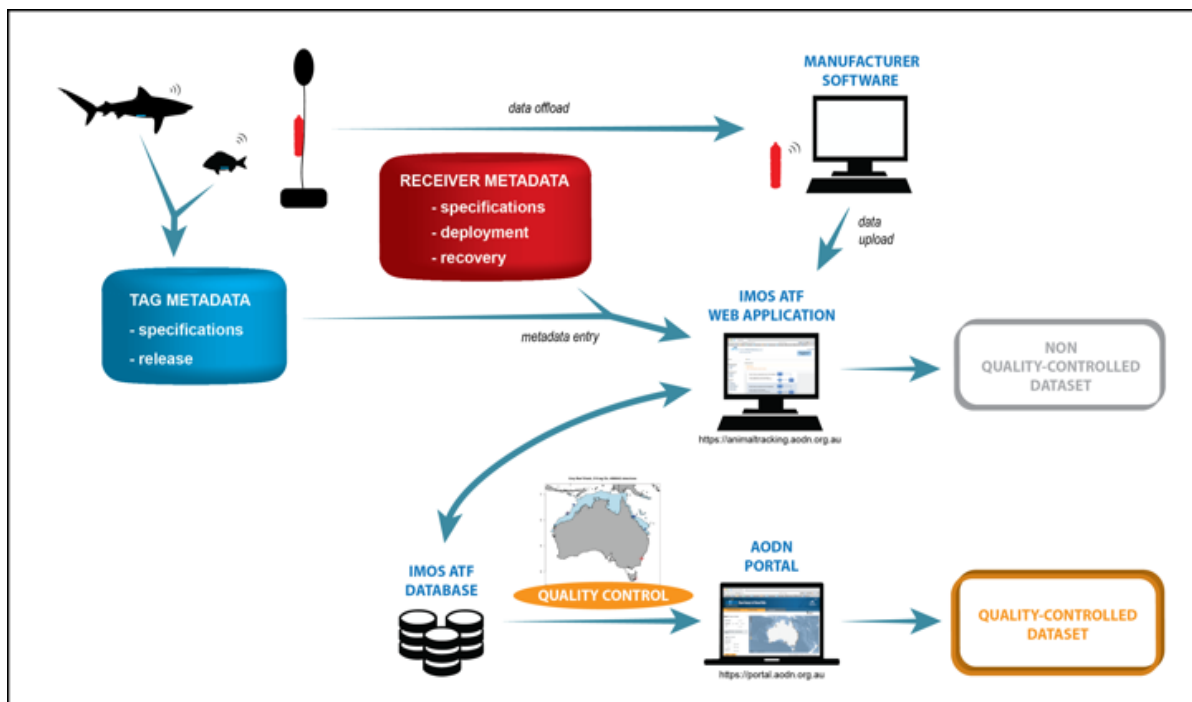 MANUFACTURER
SOFTWARE
data offload
RECEIVER METADATA
- specifications
- deployment
- recovery
data
upload
TAG METADATA
- specifications
- release
metadata entry
IMOS ATF
WEB APPLICATION
https://animaltracking.aodn.org.au
NON
QUALITY-CONTROLLED
DATASET
IMOS ATF
DATABASE
QUALITY CONTROL
AODN
PORTAL
https://portal.aodn.org.au
QUALITY-CONTROLLED
DATASET